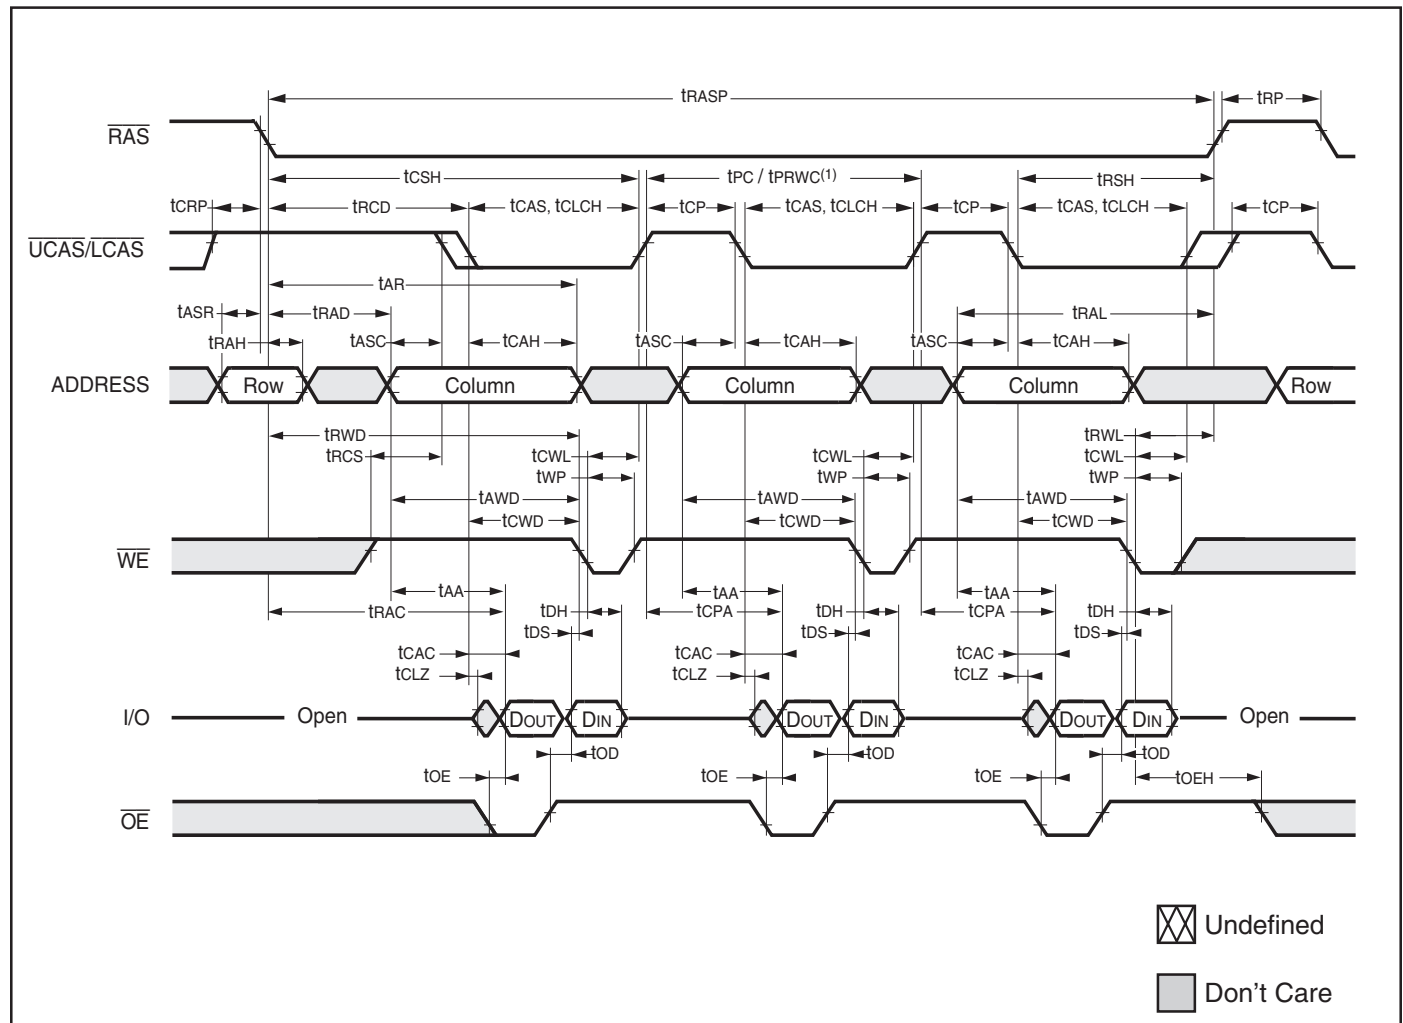 tRASP tRP
RAS
tCSH tPC / tPRWC(1) tRSH
tCRP tRCD tCAS, tCLCH tCP tCAS, tCLCH tCP tCAS, tCLCH tCP
UCAS/LCAS
tAR
tASR tRAD tRAL
tRAH tASC tCAH tASC tCAH tASC tCAH
ADDRESS Row Column Column Column Row
tRWD tRWL
tRCS tCWL tCWL tCWL
tWP tWP tWP
tAWD tAWD tAWD
tCWD tCWD tCWD
WE
tAA tAA tAA
tRAC tDH tCPA tDH tCPA tDH
tDS tDS tDS
tCAC tCAC tCAC
tCLZ tCLZ tCLZ
I/O Open DOUT DIN DOUT DIN DOUT DIN Open
tOD tOD tOD
tOE tOE tOE tOEH
OE
Undefined
Don't Care